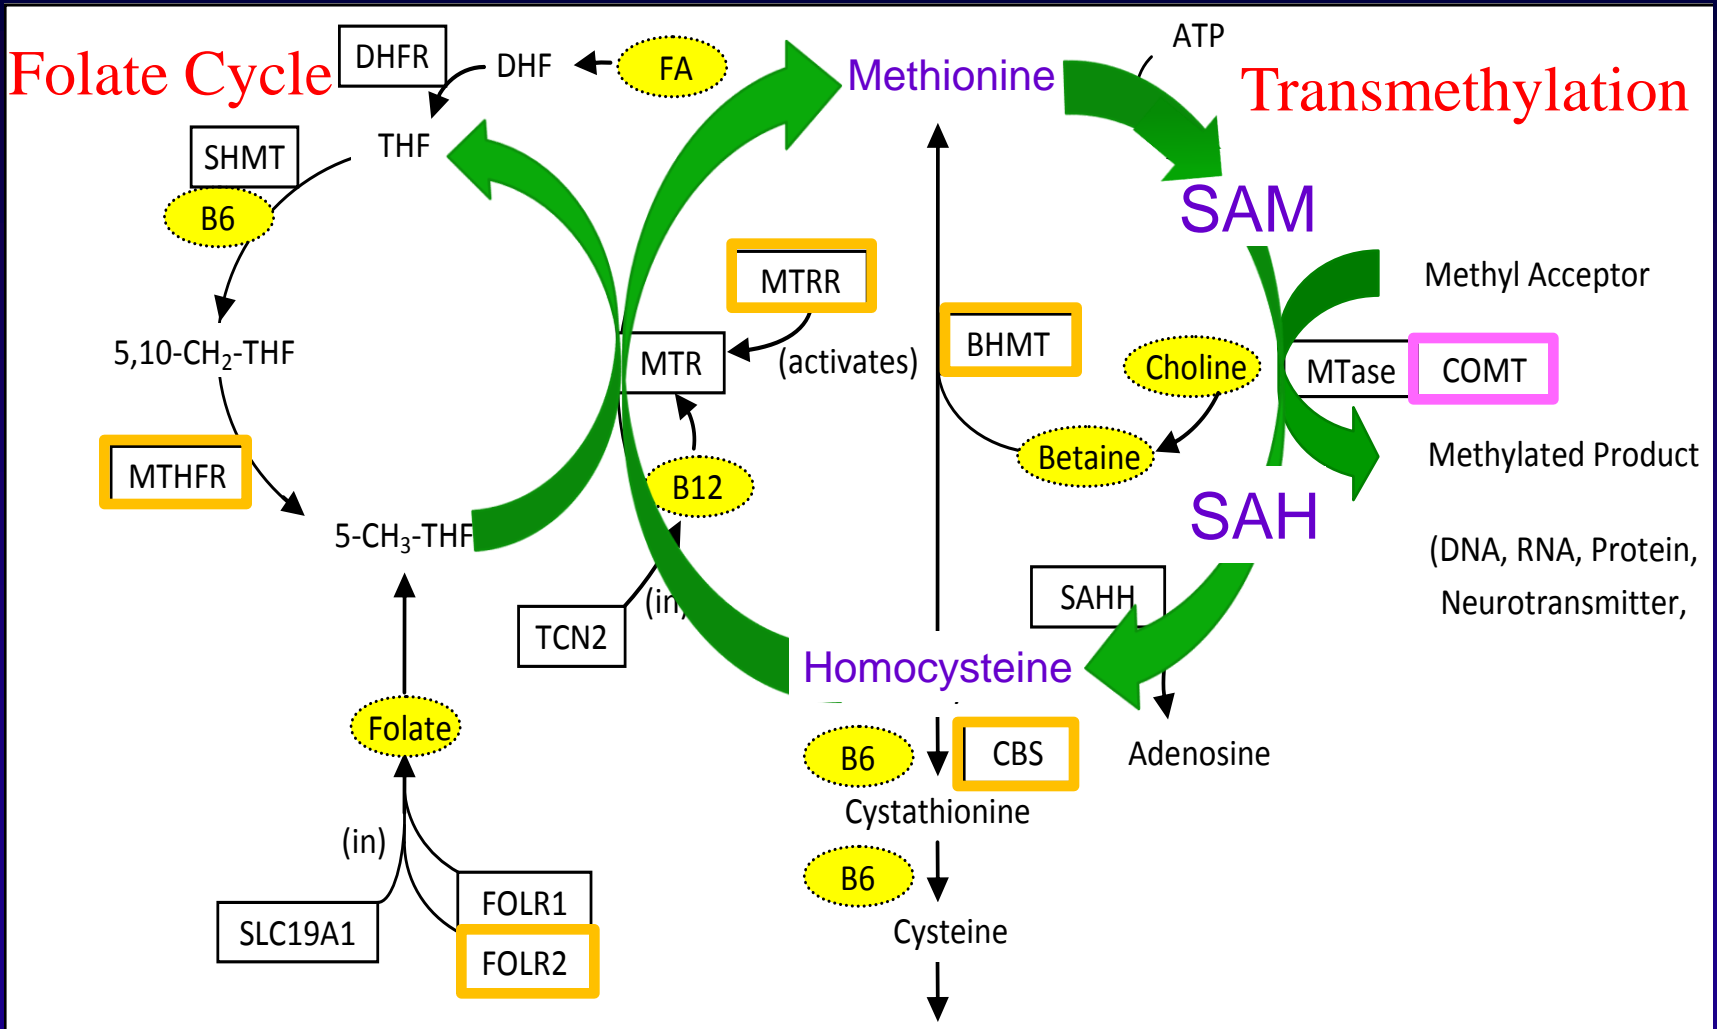 Folate Cycle
DHFR
DHF
FA
Methionine
ATP
Transmethylation
THF
SHMT
B6
SAM
MTRR
Methyl Acceptor
5,10-CH₂-THF
MTR
(activates)
BHMT
Choline
MTase
COMT
MTHFR
B12
Betaine
Methylated Product
5-CH₃-THF
SAH
(DNA, RNA, Protein,
Neurotransmitter,
TCN2
(in)
SAHH
Homocysteine
Folate
B6
CBS
Adenosine
Cystathionine
(in)
B6
SLC19A1
FOLR1
FOLR2
Cysteine